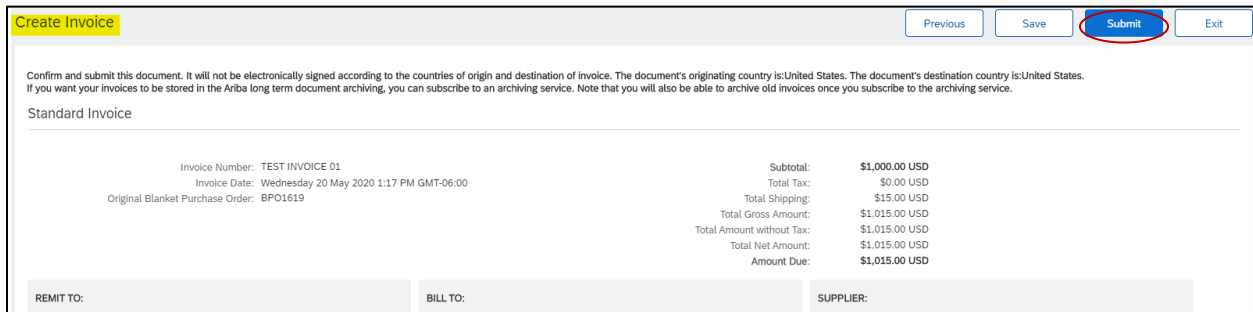 Create Invoice
Previous Save Submit Exit
Confirm and submit this document. It will not be electronically signed according to the countries of origin and destination of invoice. The document's originating country is:United States. The document's destination country is:United States.
If you want your invoices to be stored in the Ariba long term document archiving, you can subscribe to an archiving service. Note that you will also be able to archive old invoices once you subscribe to the archiving service.
Standard Invoice
Invoice Number: TEST INVOICE 01
Invoice Date: Wednesday 20 May 2020 1:17 PM GMT-06:00
Original Blanket Purchase Order: BPO1619
Subtotal: $1,000.00 USD
Total Tax: $0.00 USD
Total Shipping: $15.00 USD
Total Gross Amount: $1,015.00 USD
Total Amount without Tax: $1,015.00 USD
Total Net Amount: $1,015.00 USD
Amount Due: $1,015.00 USD
REMIT TO: BILL TO: SUPPLIER: